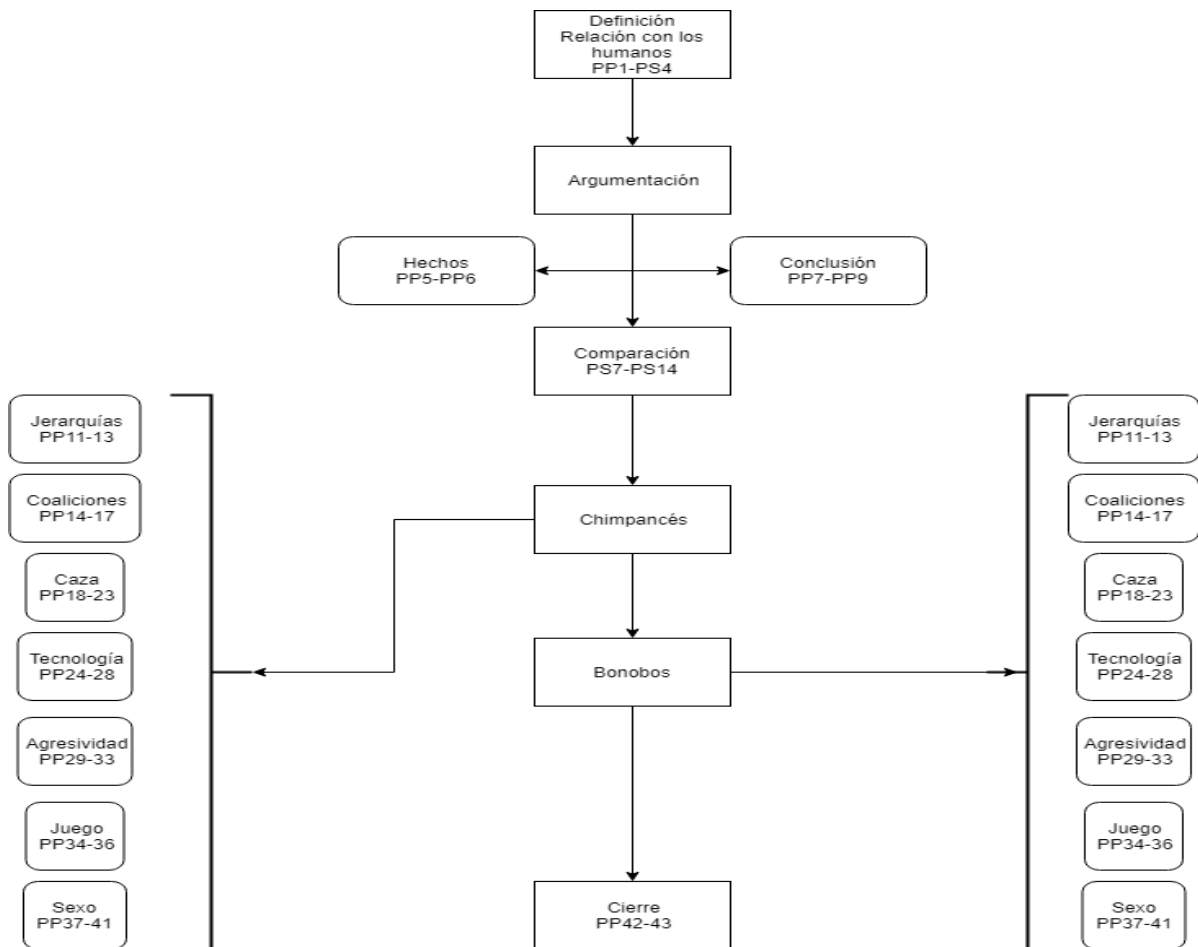 Definición
Relación con los
humanos
PP1-PS4
Argumentación
Hechos
PP5-PP6
Conclusión
PP7-PP9
Comparación
PS7-PS14
Jerarquías
PP11-13
Coaliciones
PP14-17
Caza
PP18-23
Tecnología
PP24-28
Agresividad
PP29-33
Juego
PP34-36
Sexo
PP37-41
Chimpancés
Bonobos
Cierre
PP42-43
Jerarquías
PP11-13
Coaliciones
PP14-17
Caza
PP18-23
Tecnología
PP24-28
Agresividad
PP29-33
Juego
PP34-36
Sexo
PP37-41